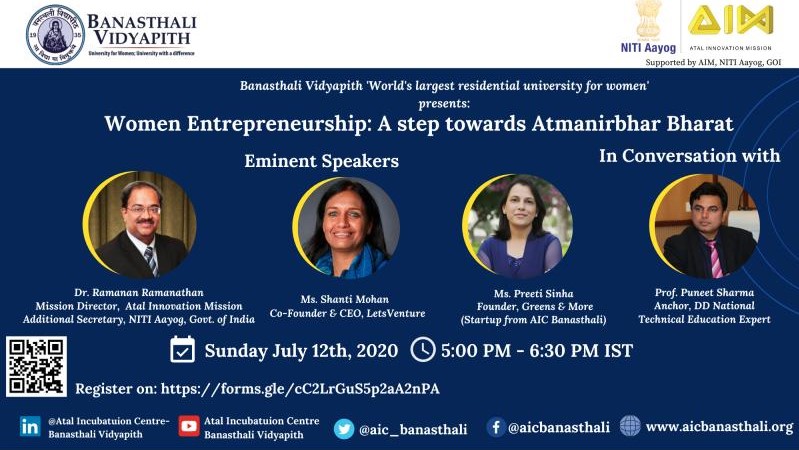 BANASTHALI
VIDYAPITH
University for Women; University with a difference
1935
NITI Aayog
AIM
ATAL INNOVATION MISSION
Supported by AIM, NITI Aayog, GOI
Banasthali Vidyapith 'World's largest residential university for women'
presents:
Women Entrepreneurship: A step towards Atmanirbhar Bharat
Eminent Speakers
In Conversation with
Dr. Ramanan Ramanathan
Mission Director, Atal Innovation Mission
Additional Secretary, NITI Aayog, Govt. of India
Ms. Shanti Mohan
Co-Founder & CEO, LetsVenture
Ms. Preeti Sinha
Founder, Greens & More
(Startup from AIC Banasthali)
Prof. Puneet Sharma
Anchor, DD National
Technical Education Expert
Sunday July 12th, 2020
5:00 PM - 6:30 PM IST
Register on: https://forms.gle/cC2LrGuS5p2aA2nPA
@Atal Incubatuion Centre-
Banasthali Vidyapith
Atal Incubatuion Centre
Banasthali Vidyapith
@aic_banasthali
@aicbanasthali
www.aicbanasthali.org